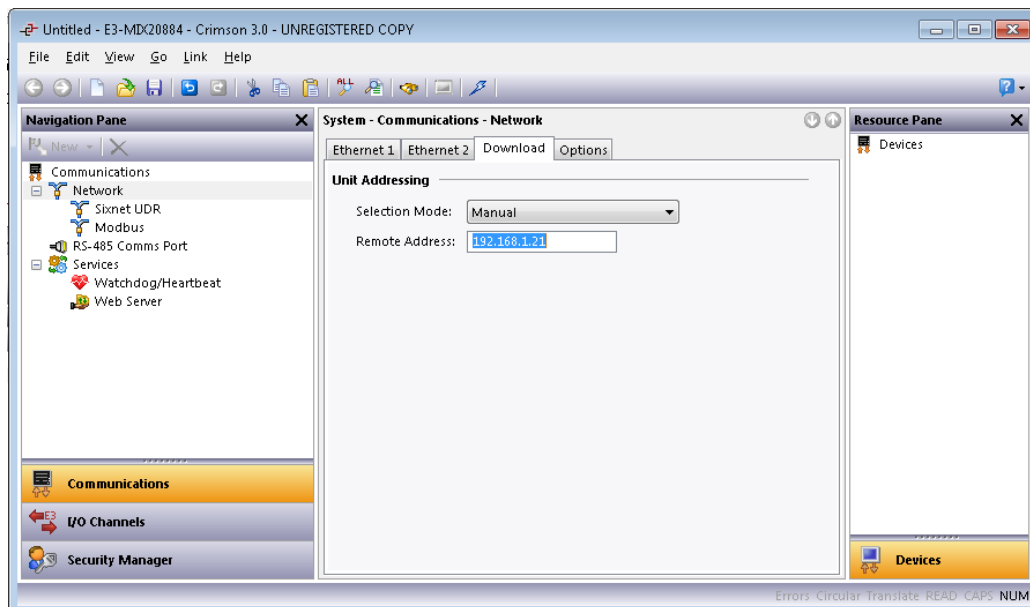 Untitled - E3-MIX20884 - Crimson 3.0 - UNREGISTERED COPY
File Edit View Go Link Help
ALL
Navigation Pane
New
Communications
Network
Sixnet UDR
Modbus
RS-485 Comms Port
Services
Watchdog/Heartbeat
Web Server
Communications
E3
I/O Channels
Security Manager
System - Communications - Network
Ethernet 1 Ethernet 2 Download Options
Unit Addressing
Selection Mode: Manual
Remote Address: 192.168.1.21
Resource Pane
Devices
Devices
Errors Circular Translate READ CAPS NUM